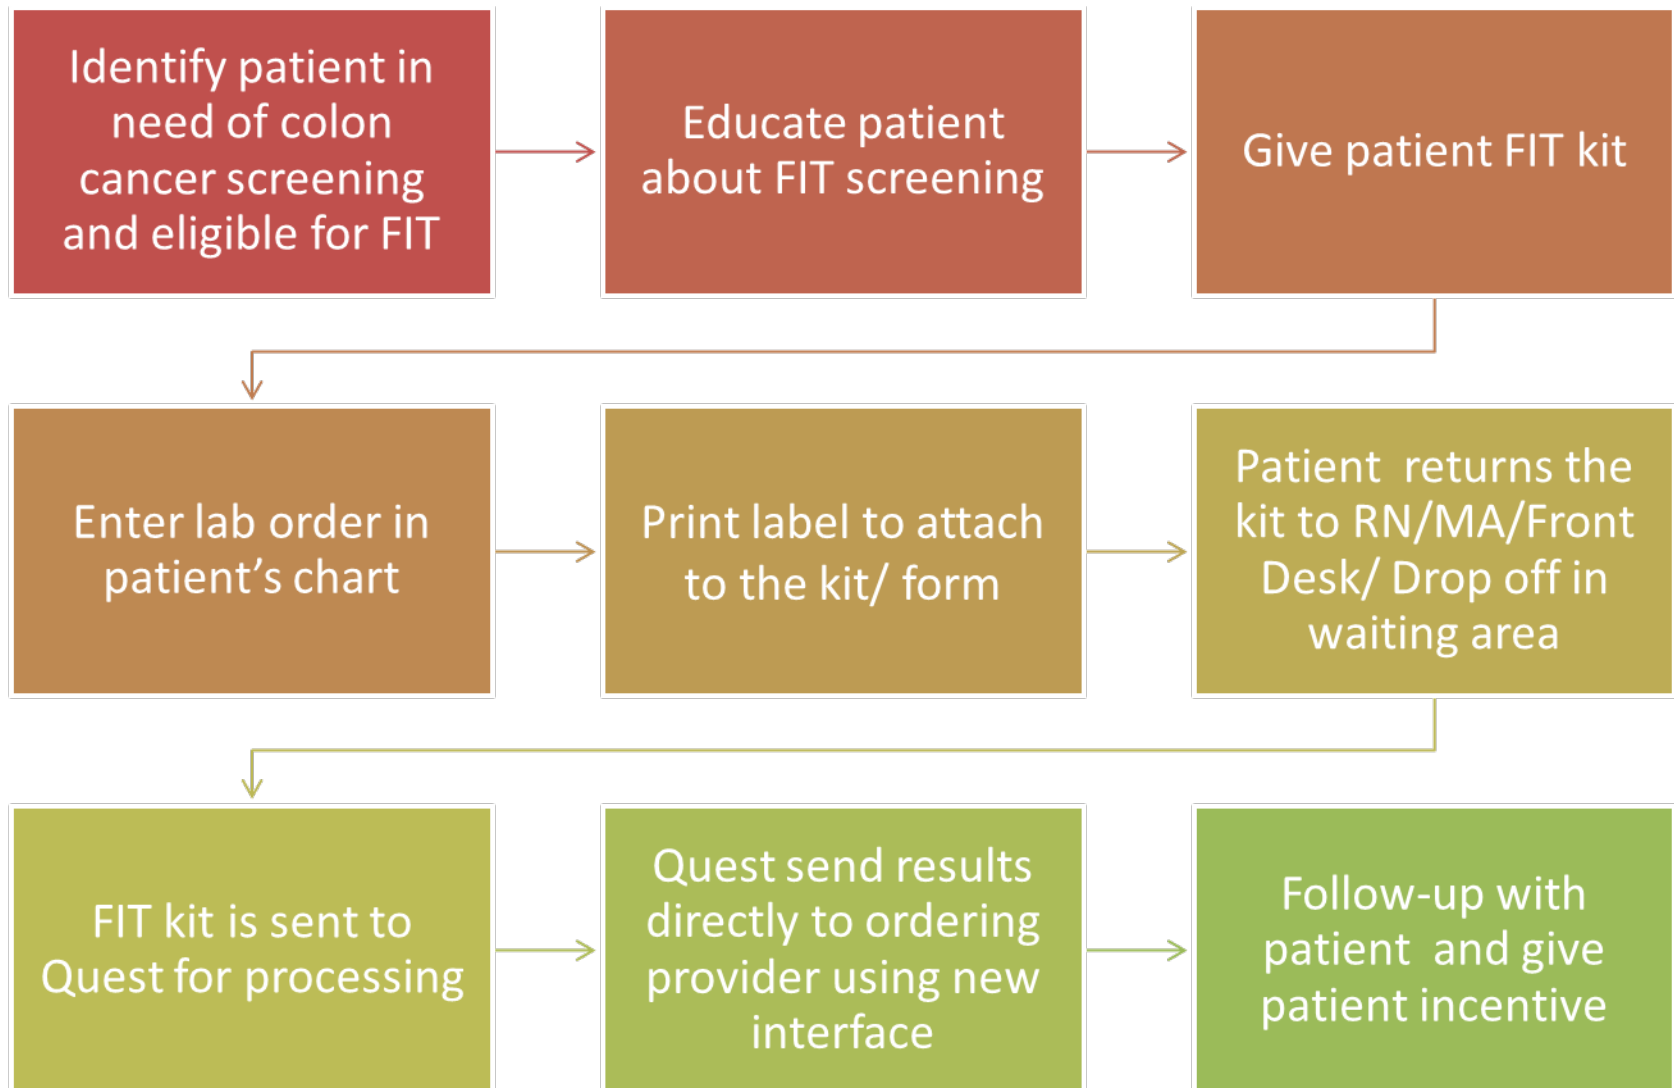 Identify patient in
need of colon
cancer screening
and eligible for FIT
Educate patient
about FIT screening
Give patient FIT kit
Enter lab order in
patient’s chart
Print label to attach
to the kit/ form
Patient  returns the
kit to RN/MA/Front
Desk/ Drop off in
waiting area
FIT kit is sent to
Quest for processing
Quest send results
directly to ordering
provider using new
interface
Follow-up with
patient  and give
patient incentive